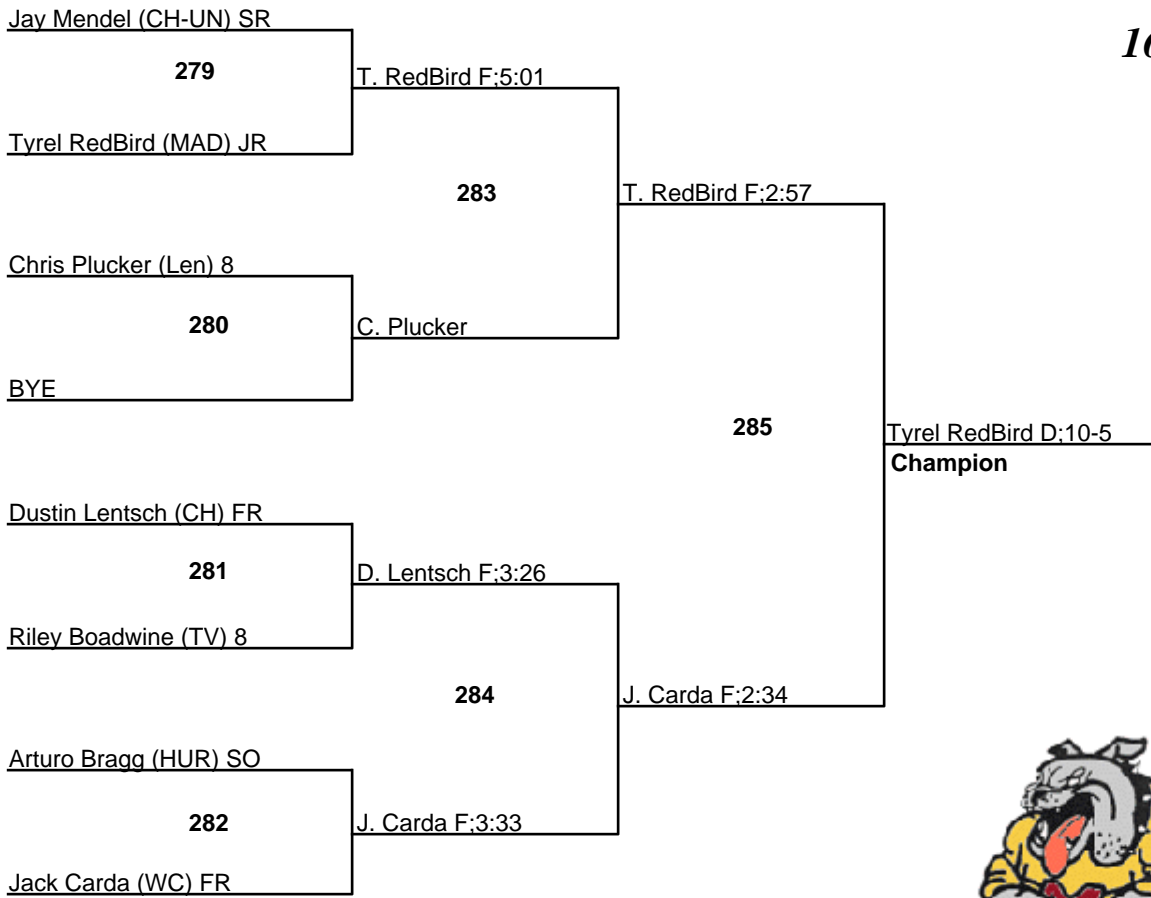 Jay Mendel (CH-UN) SR
279
T. RedBird F;5:01
Tyrel RedBird (MAD) JR
283
T. RedBird F;2:57
Chris Plucker (Len) 8
280
C. Plucker
BYE
285
Tyrel RedBird D;10-5
Champion
Dustin Lentsch (CH) FR
281
D. Lentsch F;3:26
Riley Boadwine (TV) 8
284
J. Carda F;2:34
Arturo Bragg (HUR) SO
282
J. Carda F;3:33
Jack Carda (WC) FR